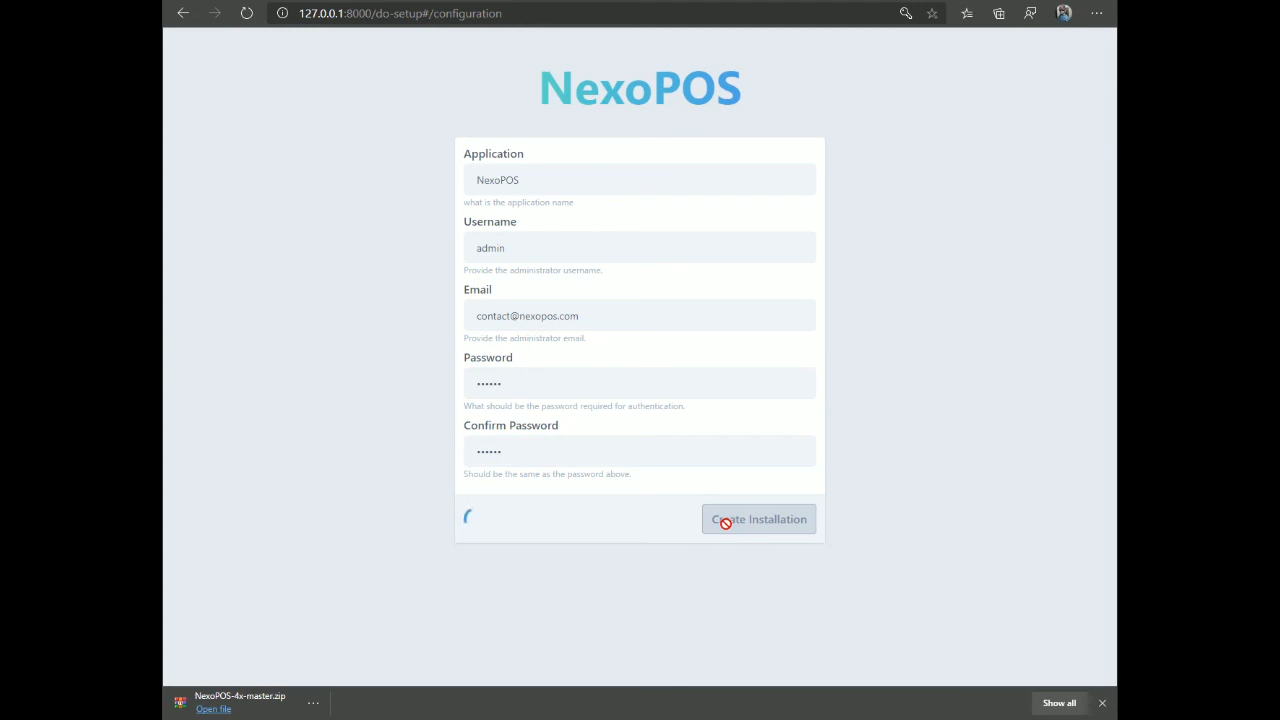 127.0.0.1:8000/do-setup#/configuration
NexoPOS
Application
NexoPOS
what is the application name
Username
admin
Provide the administrator username.
Email
contact@nexopos.com
Provide the administrator email.
Password
••••••
What should be the password required for authentication.
Confirm Password
••••••
Should be the same as the password above.
Create Installation
NexoPOS-4x-master.zip
Open file
Show all